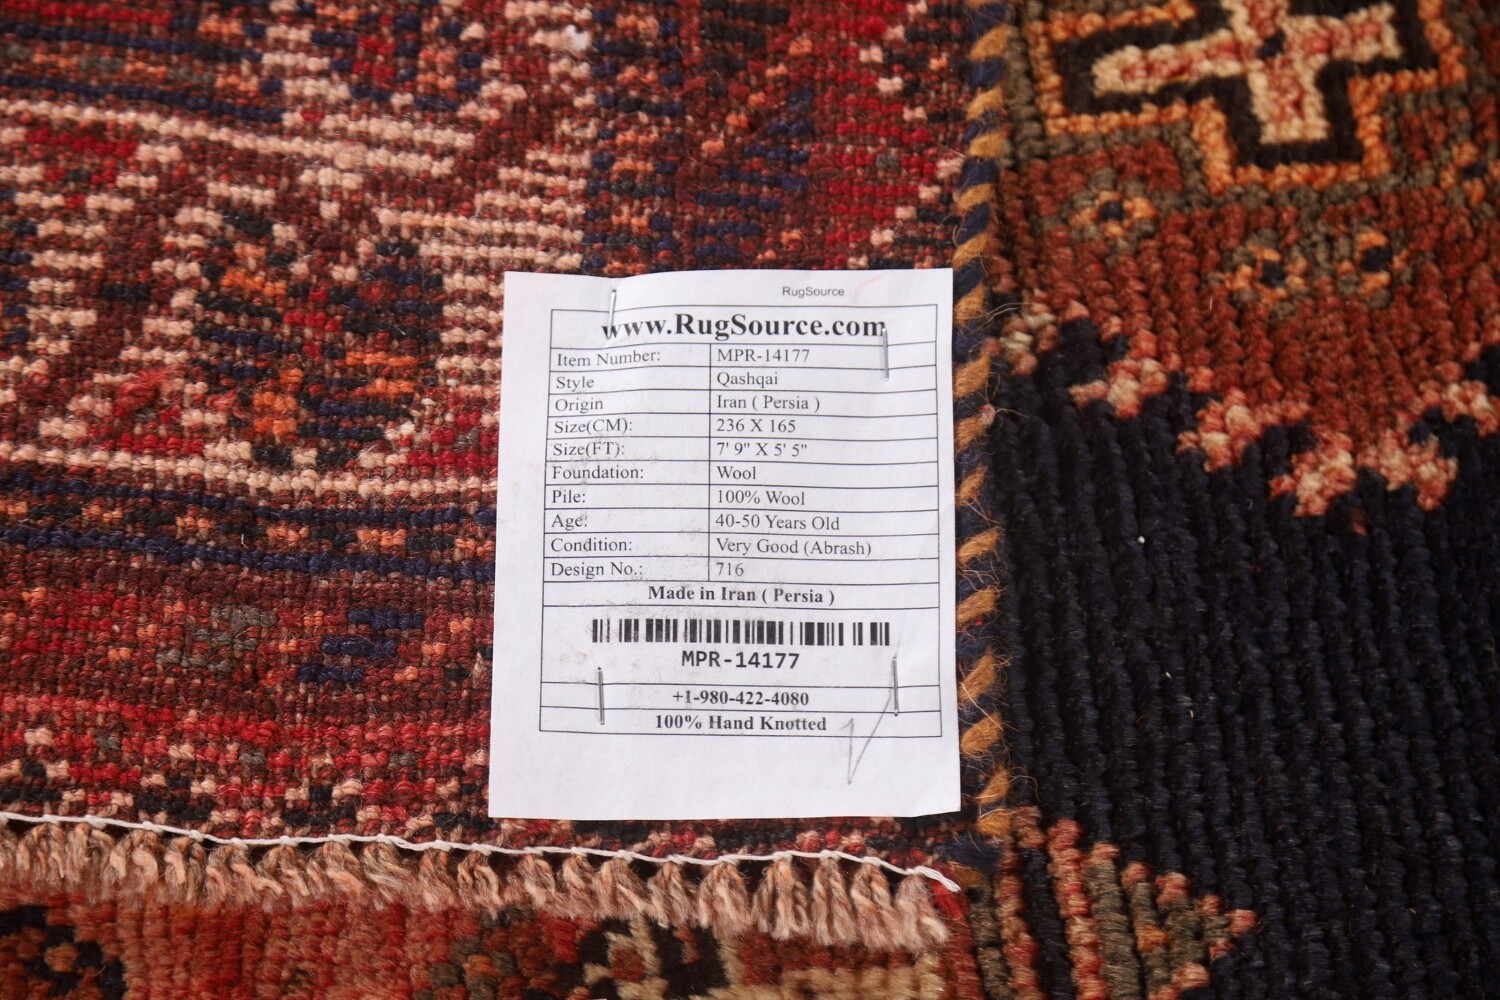 RugSource
www.RugSource.com
Item Number: MPR-14177
Style Qashqai
Origin Iran ( Persia )
Size(CM): 236 X 165
Size(FT): 7' 9" X 5' 5"
Foundation: Wool
Pile: 100% Wool
Age: 40-50 Years Old
Condition: Very Good (Abrash)
Design No.: 716
Made in Iran ( Persia )
MPR-14177
+1-980-422-4080
100% Hand Knotted